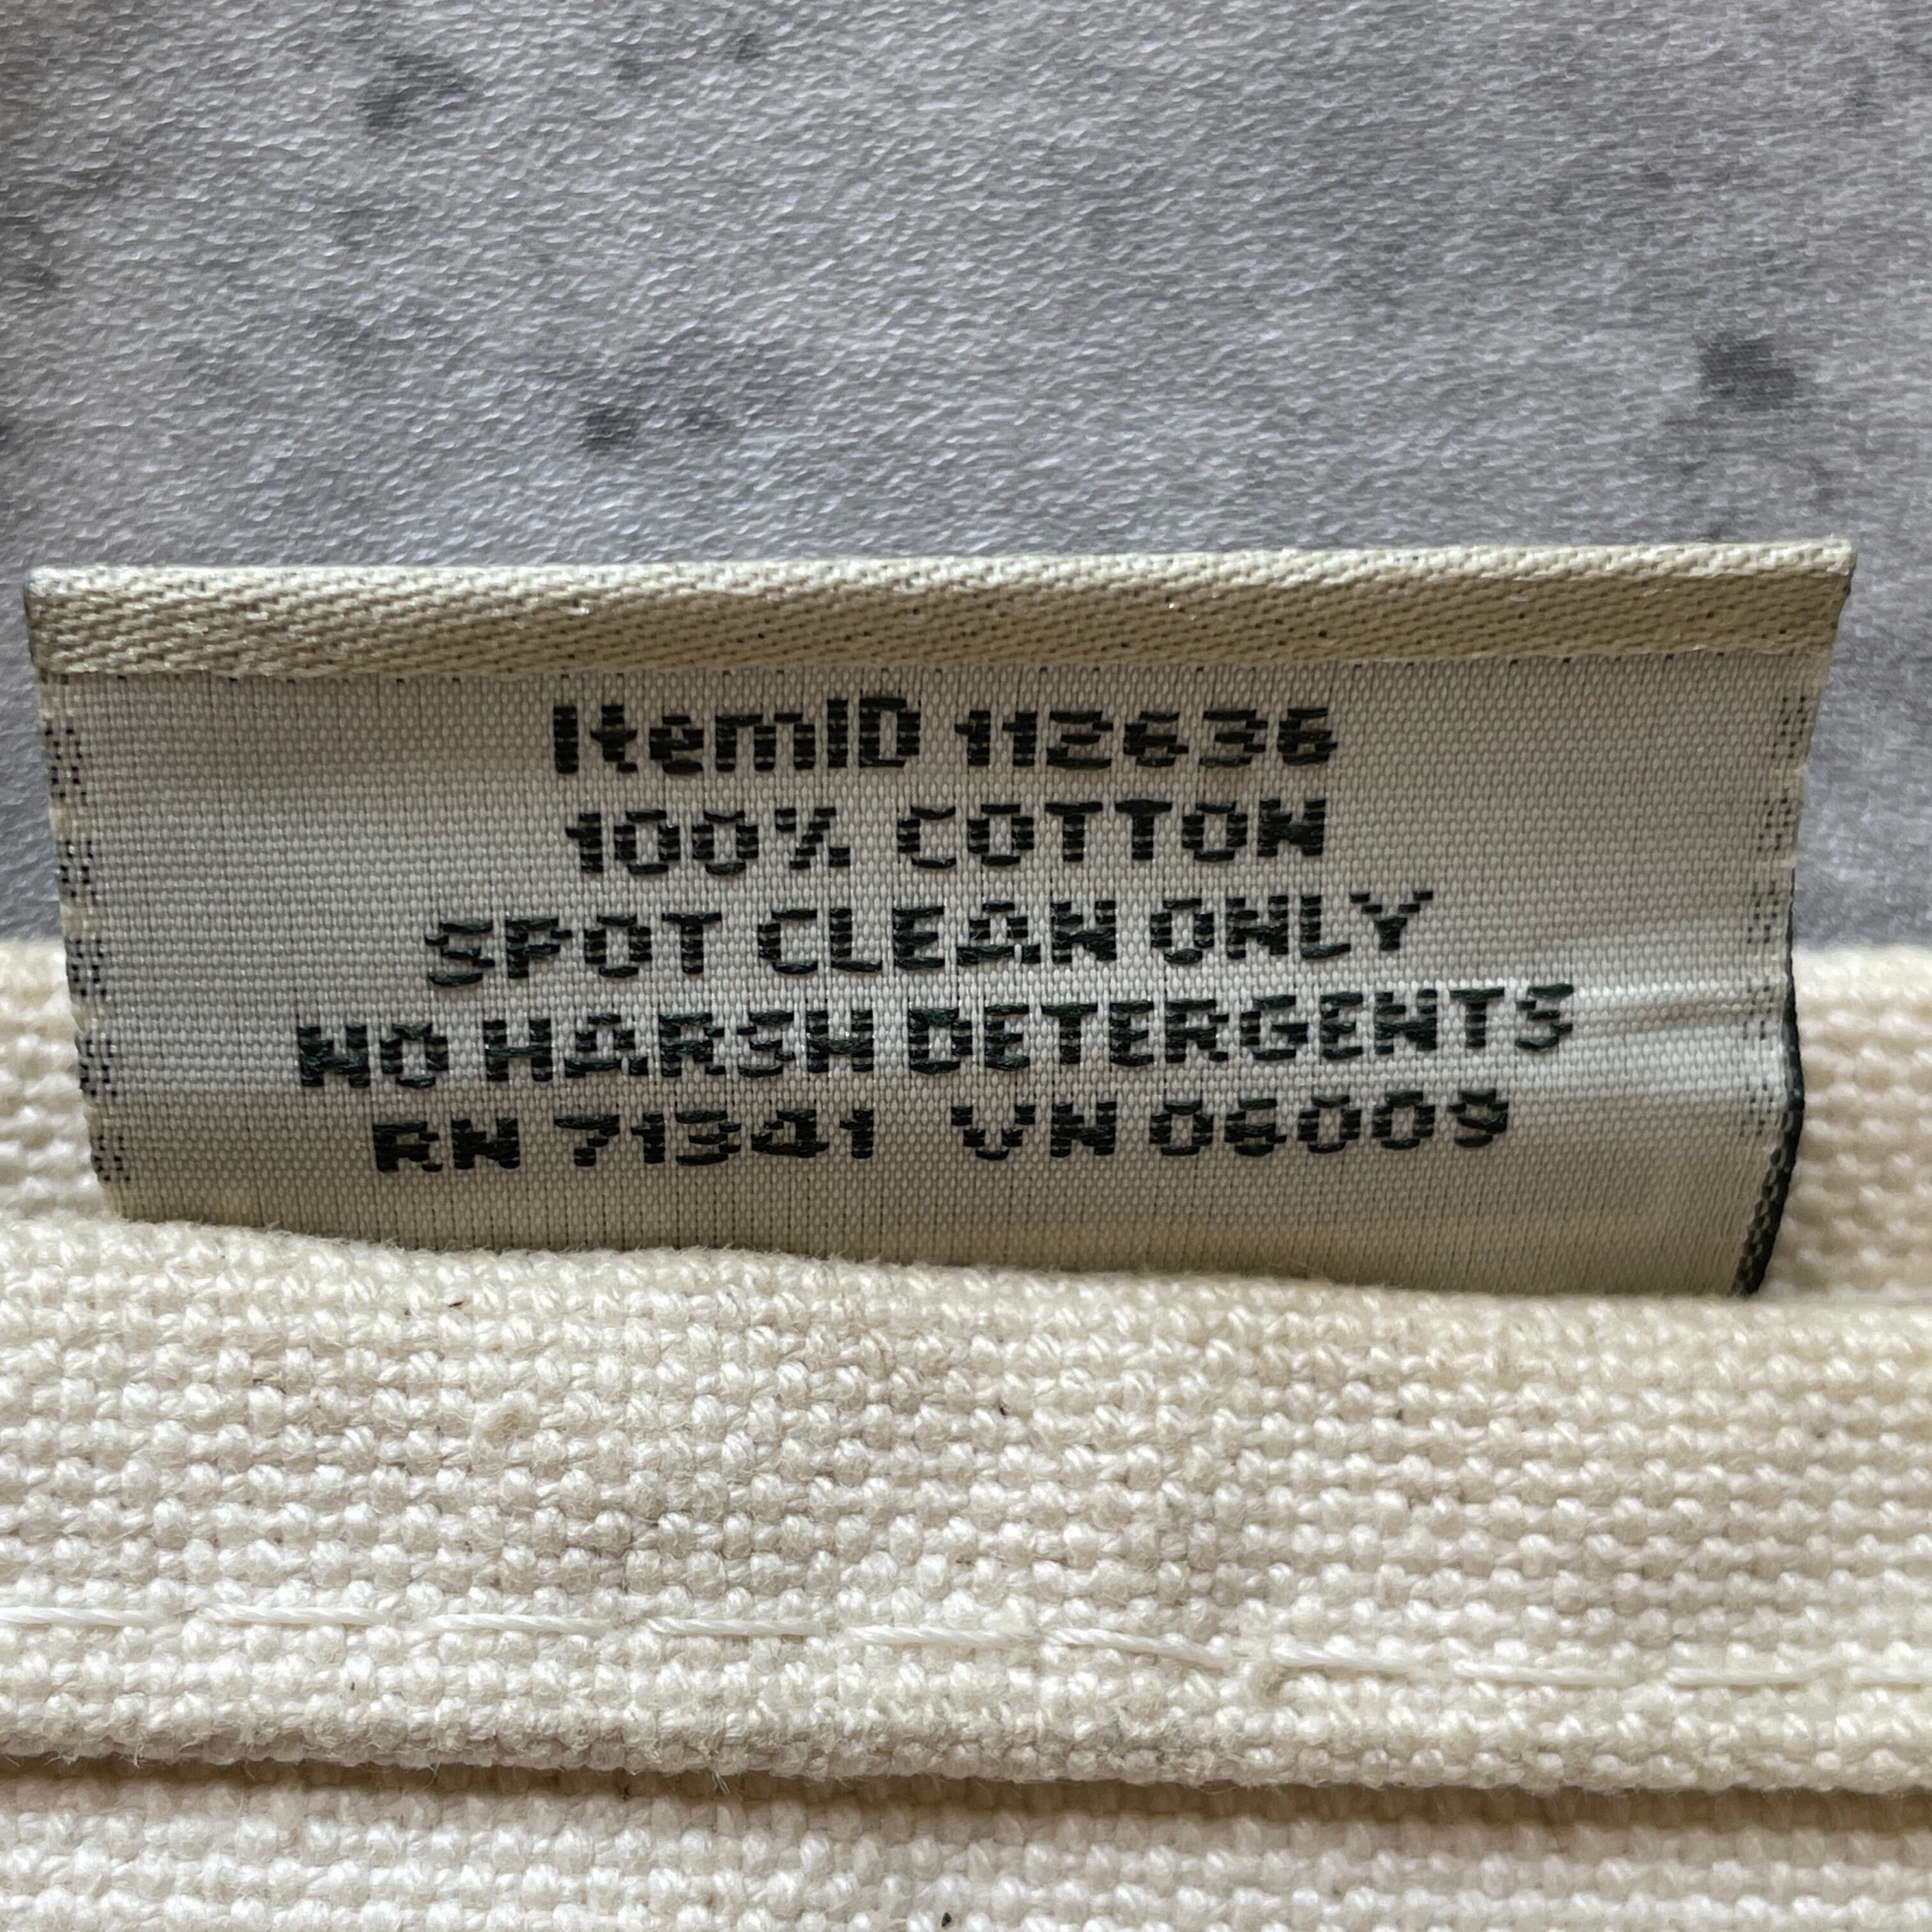 ItemID 112636
100% COTTON
SPOT CLEAN ONLY
NO HARSH DETERGENTS
RN 71341 VN 06009